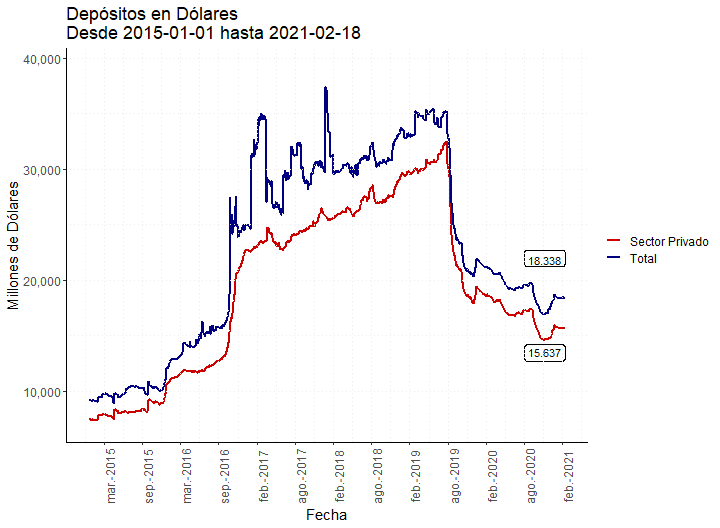 Depósitos en Dólares
Desde 2015-01-01 hasta 2021-02-18
Millones de Dólares
40,000
30,000
20,000
10,000
18.338
15.637
Sector Privado
Total
mar.-2015
sep.-2015
mar.-2016
sep.-2016
feb.-2017
ago.-2017
feb.-2018
ago.-2018
feb.-2019
ago.-2019
feb.-2020
ago.-2020
feb.-2021
Fecha